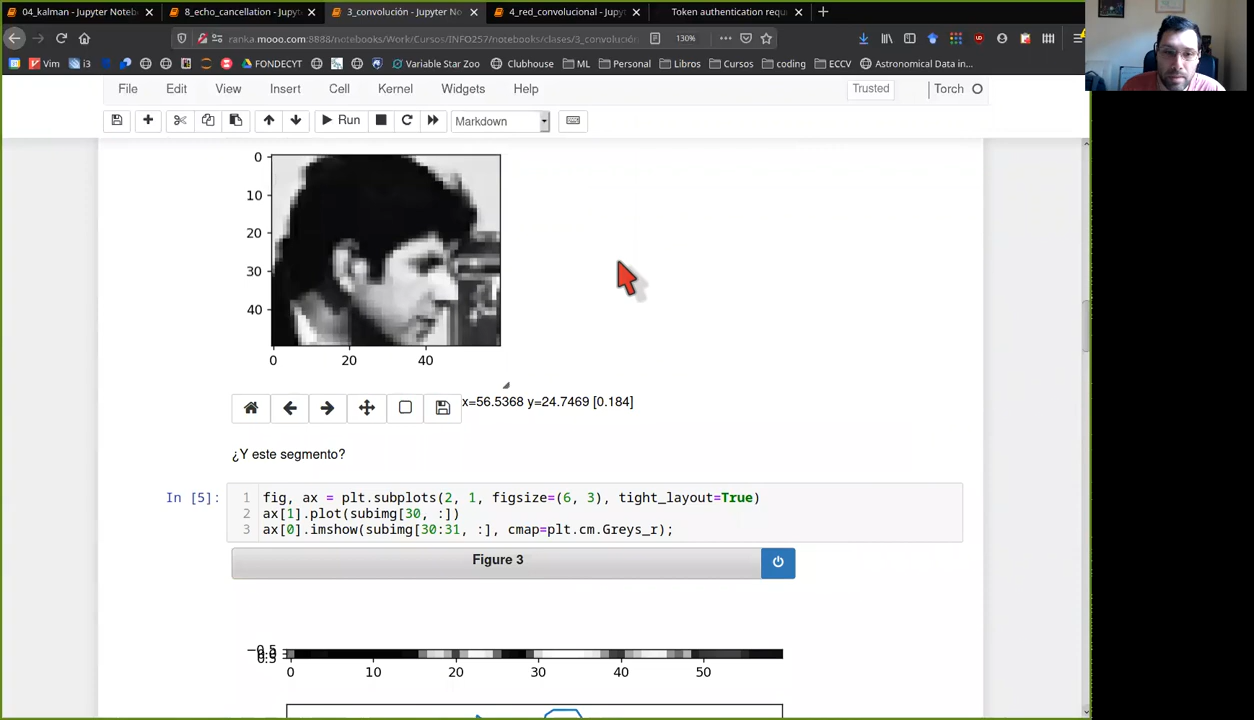 3_convolución - Jupyter No
8_echo_cancellation - Jupyt
04_kalman - Jupyter Noteb
4_red_convolucional - Jupyt
Token authentication requ
ranka.mooo.com:8888/notebooks/Work/Cursos/INFO257/notebooks/clases/3_convolución
130%
Vim
i3
FONDECYT
Variable Star Zoo
Clubhouse
ML
Personal
Libros
Cursos
coding
ECCV
Astronomical Data in...
File Edit View Insert Cell Kernel Widgets Help
Trusted
Torch
Run
Markdown
0
10
20
30
40
0 20 40
x=56.5368 y=24.7469 [0.184]
¿Y este segmento?
In [5]:
1 fig, ax = plt.subplots(2, 1, figsize=(6, 3), tight_layout=True)
2 ax[1].plot(subimg[30, :])
3 ax[0].imshow(subimg[30:31, :], cmap=plt.cm.Greys_r);
Figure 3
−0.5
0.5
0 10 20 30 40 50